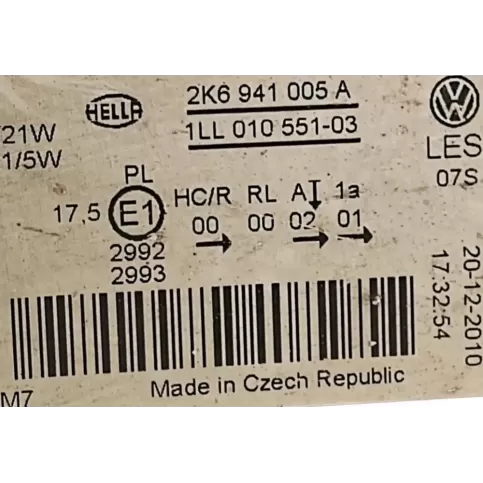 HELLA
2K6 941 005 A
1LL 010 551-03
21W
1/5W
LES
07S
PL
17,5 E1 HC/R RL A 1a
00 → 00 02 → 01 →
2992
2993
20-12-2010
17:32:54
Made in Czech Republic
M7